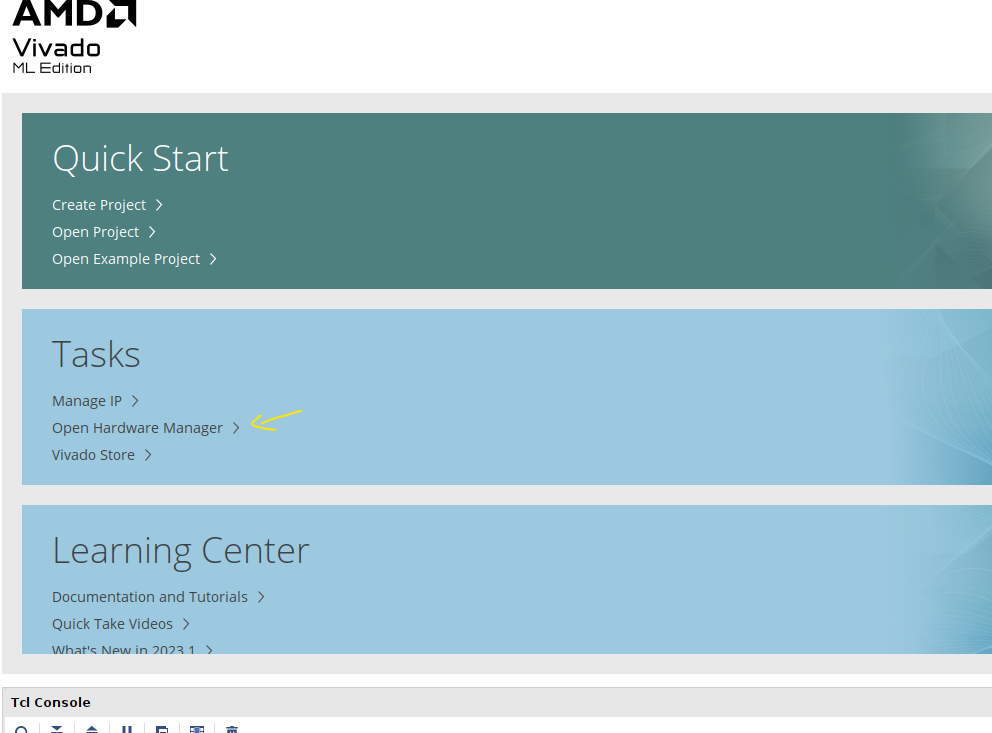 AMD
Vivado
ML Edition
Quick Start
Create Project
Open Project
Open Example Project
Tasks
Manage IP
Open Hardware Manager
Vivado Store
Learning Center
Documentation and Tutorials
Quick Take Videos
What's New in 2023.1
Tcl Console